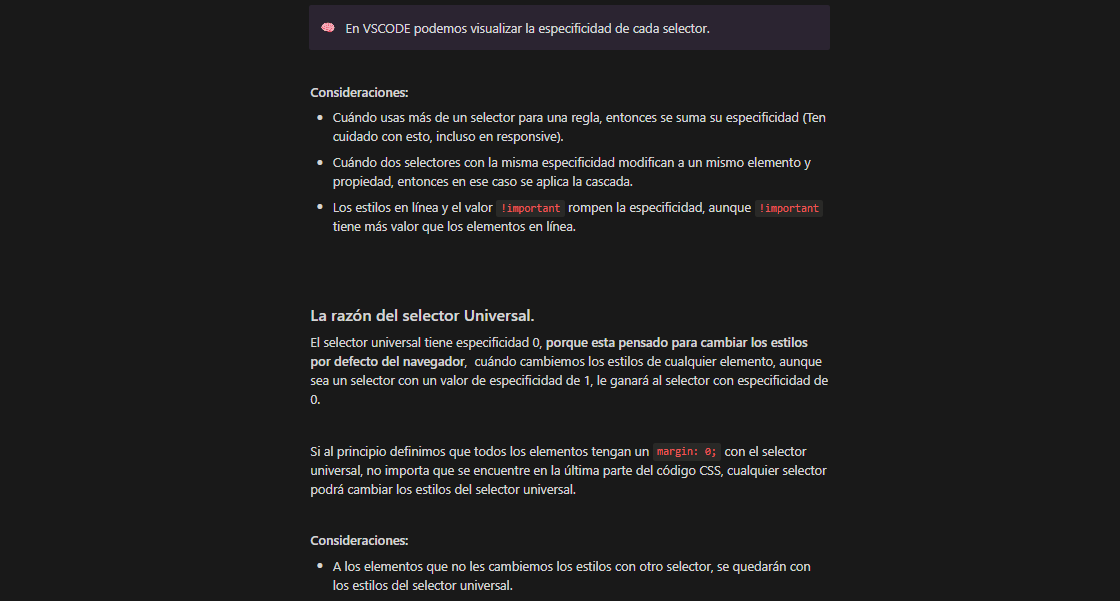 En VSCODE podemos visualizar la especificidad de cada selector.
Consideraciones:
Cuándo usas más de un selector para una regla, entonces se suma su especificidad (Ten
cuidado con esto, incluso en responsive).
Cuándo dos selectores con la misma especificidad modifican a un mismo elemento y
propiedad, entonces en ese caso se aplica la cascada.
Los estilos en línea y el valor !important rompen la especificidad, aunque !important
tiene más valor que los elementos en línea.
La razón del selector Universal.
El selector universal tiene especificidad 0, porque esta pensado para cambiar los estilos
por defecto del navegador, cuándo cambiemos los estilos de cualquier elemento, aunque
sea un selector con un valor de especificidad de 1, le ganará al selector con especificidad de
0.
Si al principio definimos que todos los elementos tengan un margin: 0; con el selector
universal, no importa que se encuentre en la última parte del código CSS, cualquier selector
podrá cambiar los estilos del selector universal.
Consideraciones:
A los elementos que no les cambiemos los estilos con otro selector, se quedarán con
los estilos del selector universal.